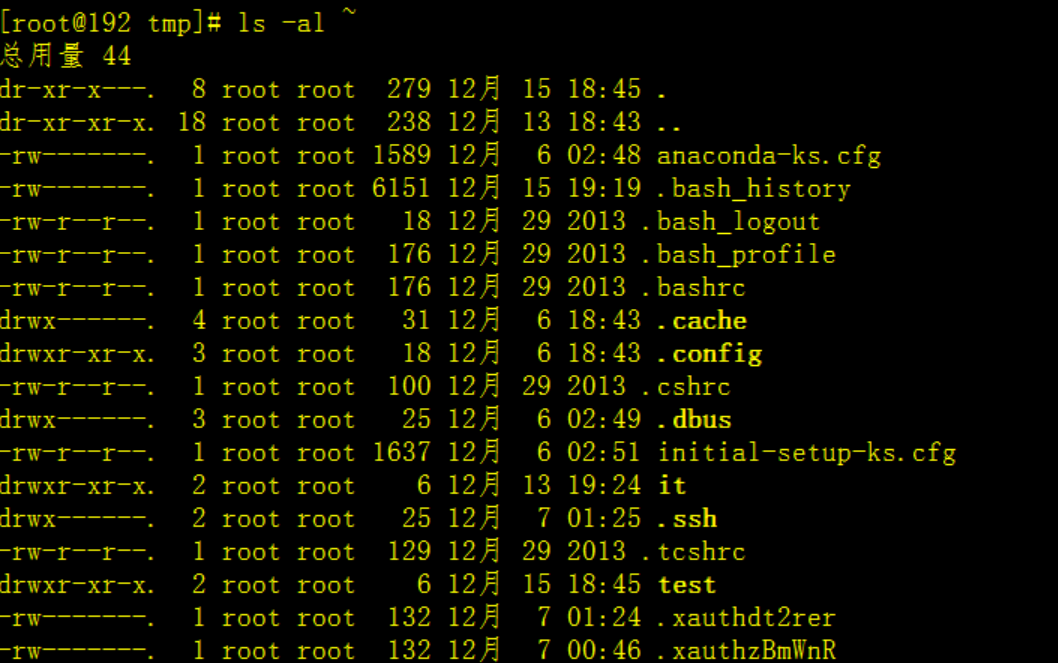 [root@192 tmp]# ls -al ~
总用量 44
dr-xr-x---.  8 root root  279 12月  15 18:45 .
dr-xr-xr-x. 18 root root  238 12月  13 18:43 ..
-rw-------.  1 root root 1589 12月   6 02:48 anaconda-ks.cfg
-rw-------.  1 root root 6151 12月  15 19:19 .bash_history
-rw-r--r--.  1 root root   18 12月  29 2013 .bash_logout
-rw-r--r--.  1 root root  176 12月  29 2013 .bash_profile
-rw-r--r--.  1 root root  176 12月  29 2013 .bashrc
drwx------.  4 root root   31 12月   6 18:43 .cache
drwxr-xr-x.  3 root root   18 12月   6 18:43 .config
-rw-r--r--.  1 root root  100 12月  29 2013 .cshrc
drwx------.  3 root root   25 12月   6 02:49 .dbus
-rw-r--r--.  1 root root 1637 12月   6 02:51 initial-setup-ks.cfg
drwxr-xr-x.  2 root root    6 12月  13 19:24 it
drwx------.  2 root root   25 12月   7 01:25 .ssh
-rw-r--r--.  1 root root  129 12月  29 2013 .tcshrc
drwxr-xr-x.  2 root root    6 12月  15 18:45 test
-rw-------.  1 root root  132 12月   7 01:24 .xauthdt2rer
-rw-------.  1 root root  132 12月   7 00:46 .xauthzBmWnR